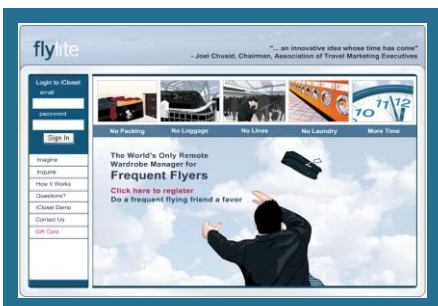 flylite
"... an innovative idea whose time has come"
- Joel Chusid, Chairman, Association of Travel Marketing Executives
Login to iCloset
email
password
Sign In
10 11 12
No Packing
No Luggage
No Lines
No Laundry
More Time
Imagine
Inquire
How It Works
Questions?
iCloset Demo
Contact Us
Gift Card
The World's Only Remote
Wardrobe Manager for
Frequent Flyers
Click here to register
Do a frequent flying friend a favor